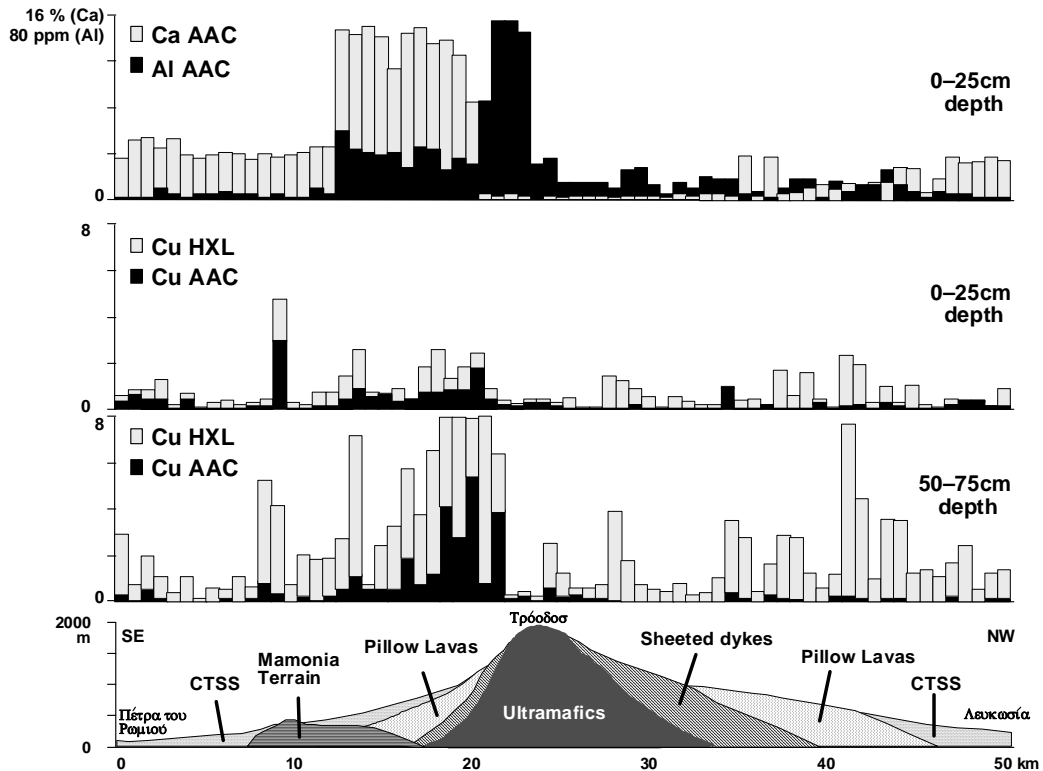 16 % (Ca)
80 ppm (Al)
Ca AAC
Al AAC
0–25cm
depth
0
8
Cu HXL
Cu AAC
0–25cm
depth
0
8
Cu HXL
Cu AAC
50–75cm
depth
0
2000
m
SE
Τρόοδοσ
NW
Mamonia
Terrain
Pillow Lavas
Sheeted dykes
Pillow Lavas
CTSS
CTSS
Πέτρα του
Ρωμιού
Ultramafics
Λευκωσία
0
0 10 20 30 40 50 km